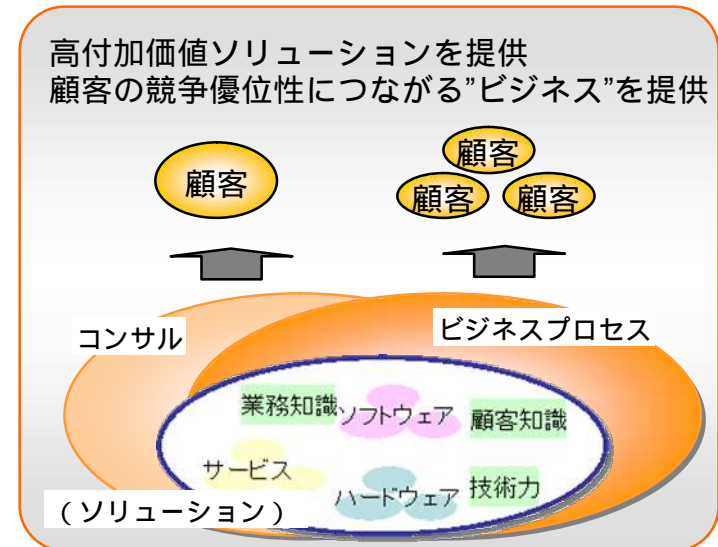 高付加価値ソリューションを提供
顧客の競争優位性につながる”ビジネス”を提供
顧客
顧客
顧客
顧客
コンサル
ビジネスプロセス
業務知識
ソフトウェア
顧客知識
サービス
ハードウェア
技術力
（ソリューション）